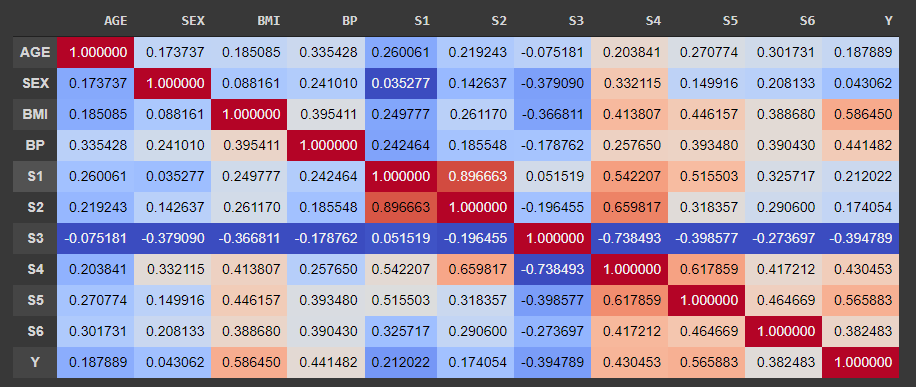 AGE SEX BMI BP S1 S2 S3 S4 S5 S6 Y
AGE 1.000000 0.173737 0.185085 0.335428 0.260061 0.219243 -0.075181 0.203841 0.270774 0.301731 0.187889
SEX 0.173737 1.000000 0.088161 0.241010 0.035277 0.142637 -0.379090 0.332115 0.149916 0.208133 0.043062
BMI 0.185085 0.088161 1.000000 0.395411 0.249777 0.261170 -0.366811 0.413807 0.446157 0.388680 0.586450
BP 0.335428 0.241010 0.395411 1.000000 0.242464 0.185548 -0.178762 0.257650 0.393480 0.390430 0.441482
S1 0.260061 0.035277 0.249777 0.242464 1.000000 0.896663 0.051519 0.542207 0.515503 0.325717 0.212022
S2 0.219243 0.142637 0.261170 0.185548 0.896663 1.000000 -0.196455 0.659817 0.318357 0.290600 0.174054
S3 -0.075181 -0.379090 -0.366811 -0.178762 0.051519 -0.196455 1.000000 -0.738493 -0.398577 -0.273697 -0.394789
S4 0.203841 0.332115 0.413807 0.257650 0.542207 0.659817 -0.738493 1.000000 0.617859 0.417212 0.430453
S5 0.270774 0.149916 0.446157 0.393480 0.515503 0.318357 -0.398577 0.617859 1.000000 0.464669 0.565883
S6 0.301731 0.208133 0.388680 0.390430 0.325717 0.290600 -0.273697 0.417212 0.464669 1.000000 0.382483
Y 0.187889 0.043062 0.586450 0.441482 0.212022 0.174054 -0.394789 0.430453 0.565883 0.382483 1.000000